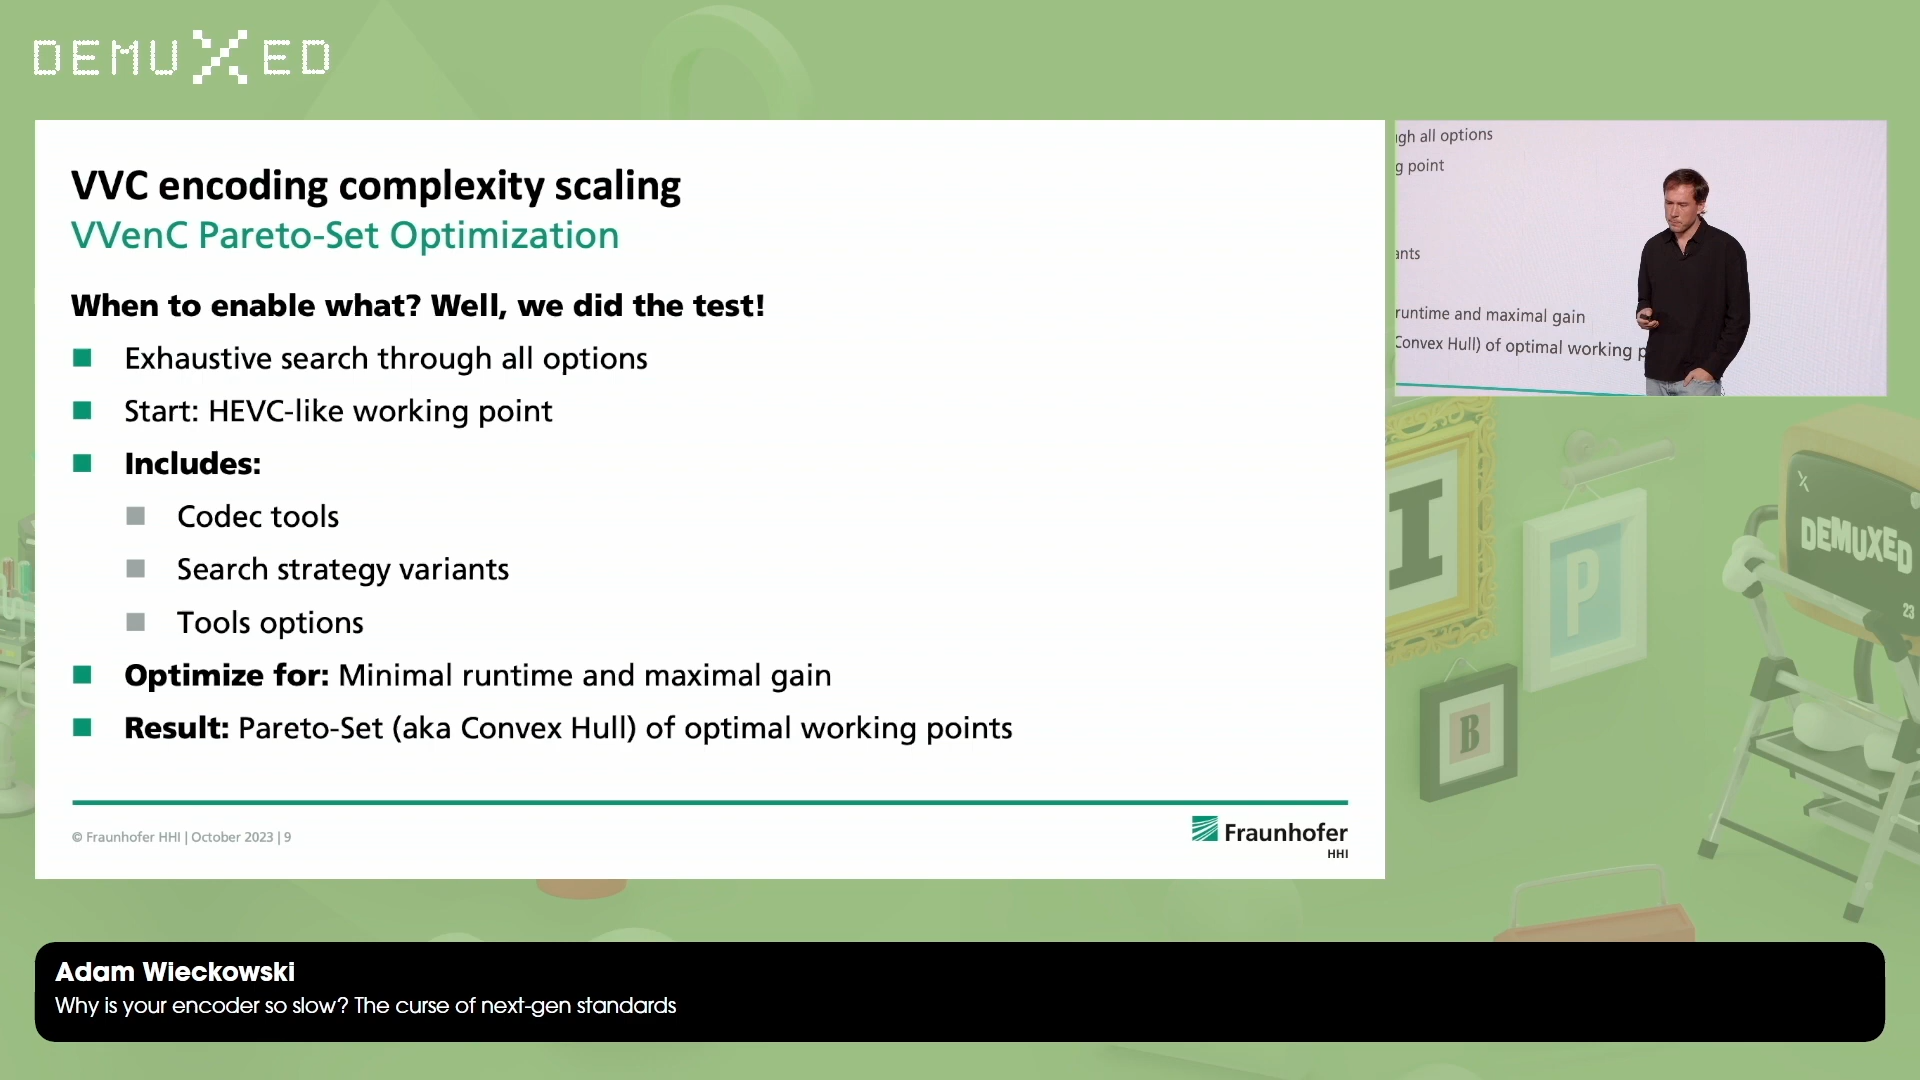 DEMUXED
VVC encoding complexity scaling
VVenC Pareto-Set Optimization
When to enable what? Well, we did the test!
Exhaustive search through all options
Start: HEVC-like working point
Includes:
Codec tools
Search strategy variants
Tools options
Optimize for: Minimal runtime and maximal gain
Result: Pareto-Set (aka Convex Hull) of optimal working points
© Fraunhofer HHI | October 2023 | 9
Fraunhofer
HHI
gh all options
g point
ants
runtime and maximal gain
Convex Hull) of optimal working p
I
P
B
DEMUXED
23
Adam Wieckowski
Why is your encoder so slow? The curse of next-gen standards